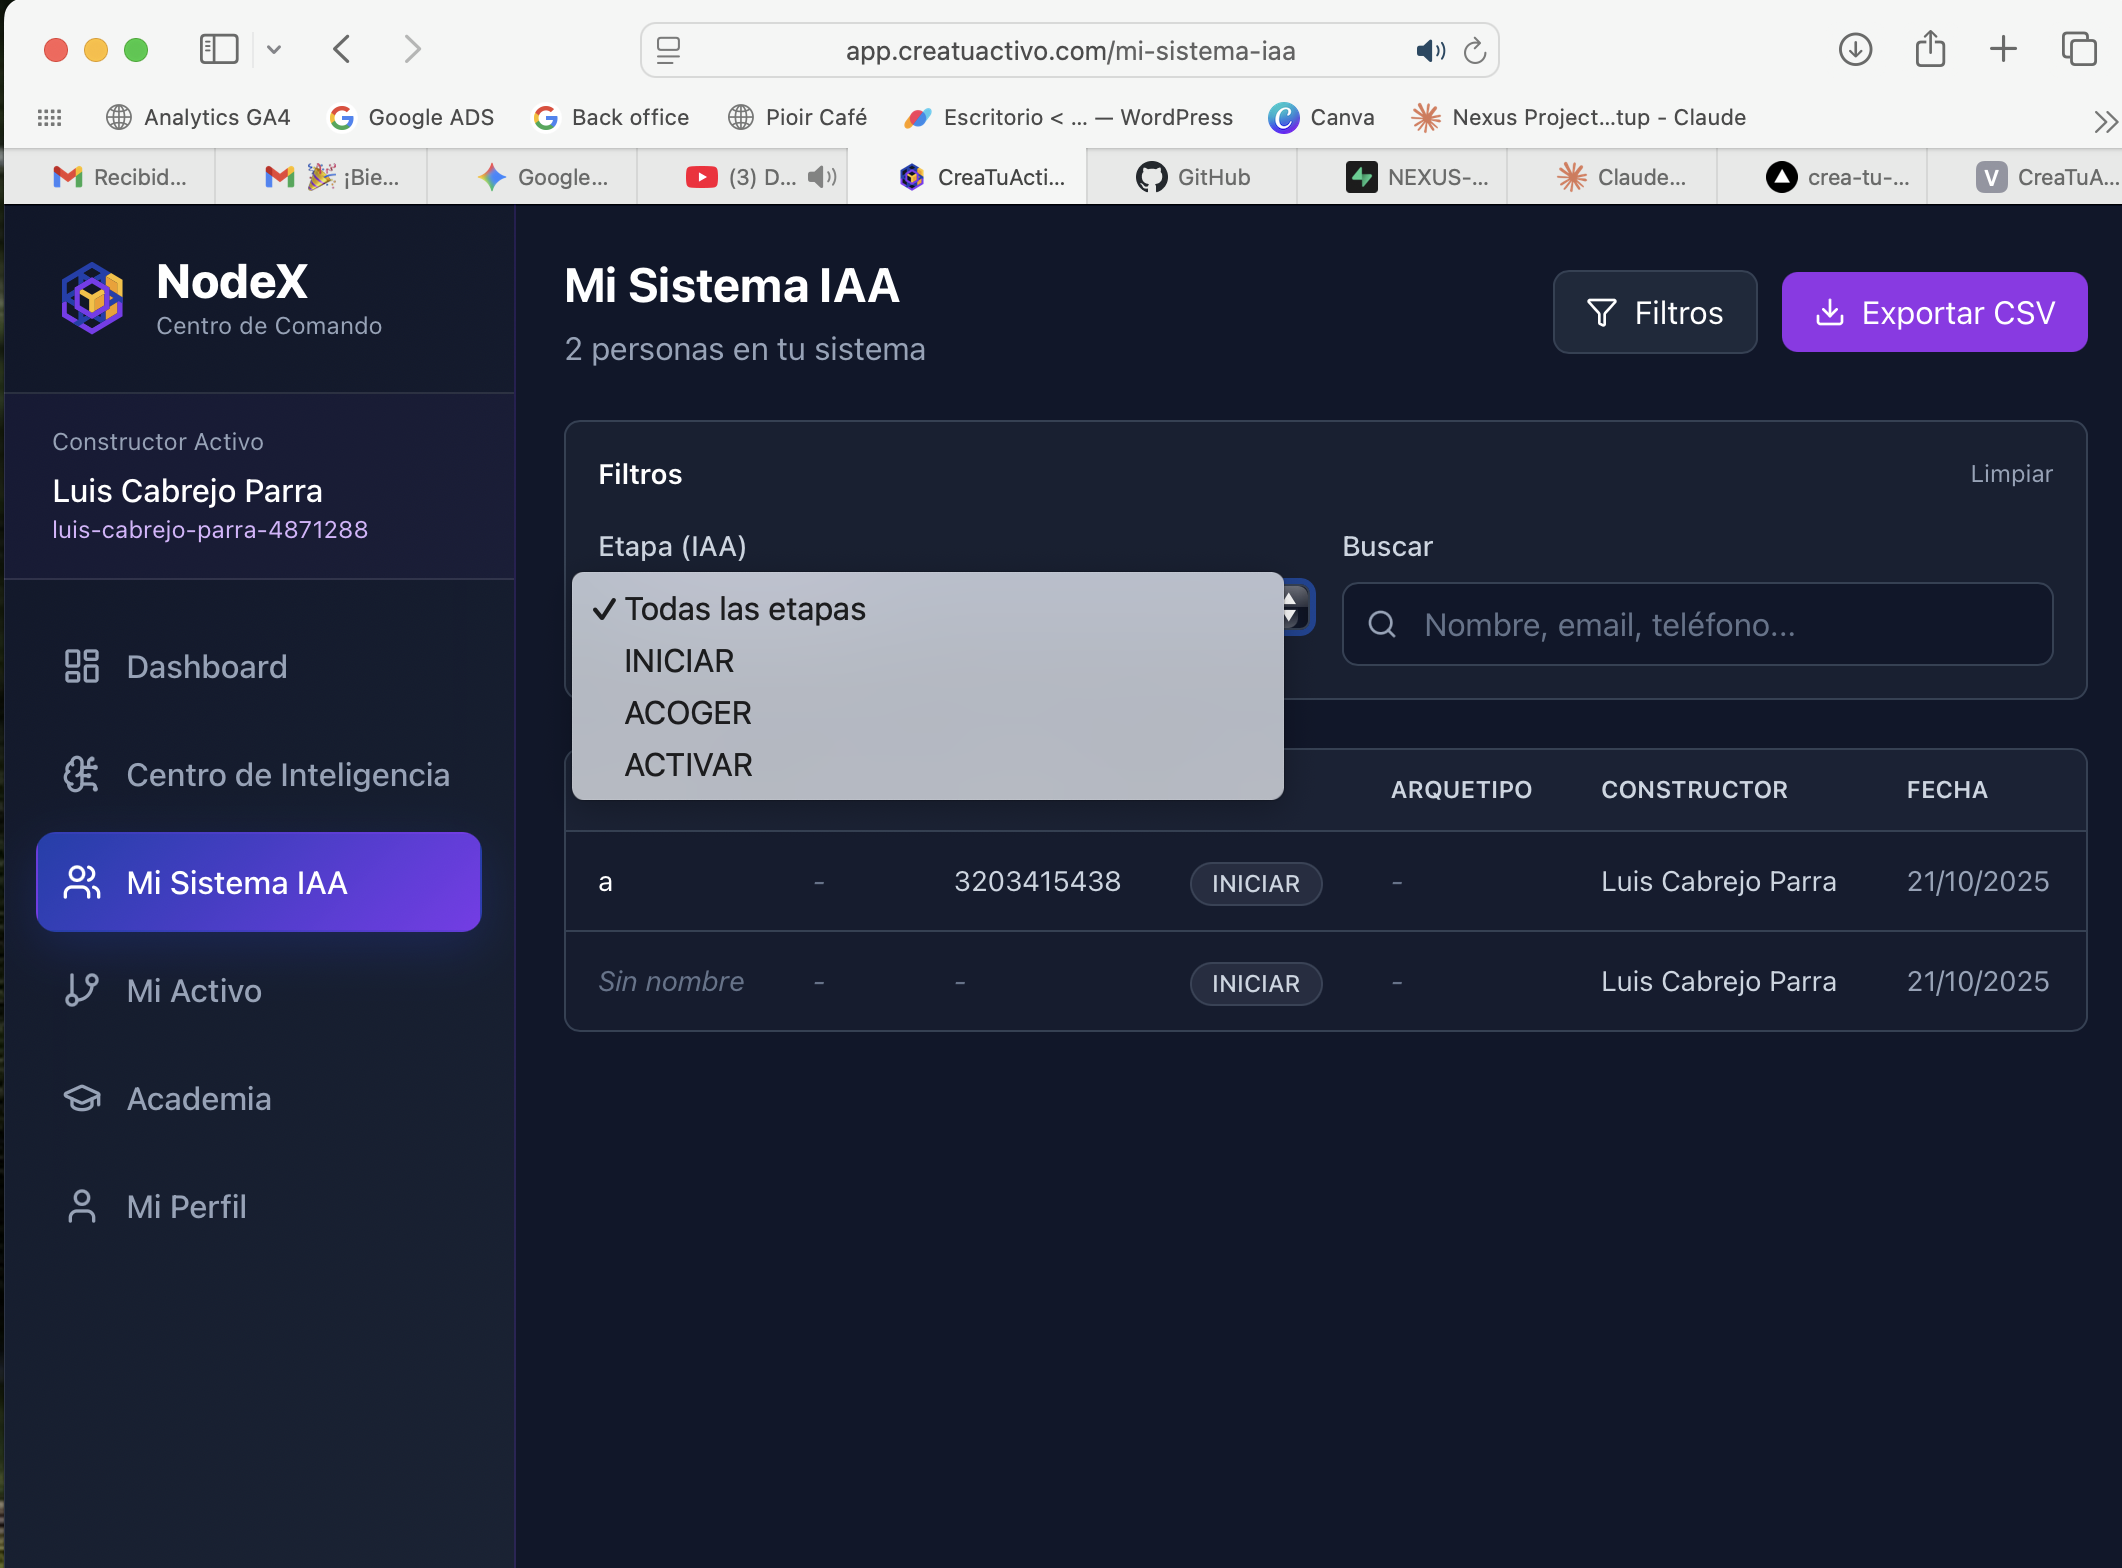 app.creatuactivo.com/mi-sistema-iaa
Analytics GA4
Google ADS
Back office
Pioir Café
Escritorio < ... — WordPress
Canva
Nexus Project...tup - Claude
Recibid...
¡Bie...
Google...
(3) D...
CreaTuActi...
GitHub
NEXUS-...
Claude...
crea-tu-...
V
CreaTuA...
NodeX
Centro de Comando
Constructor Activo
Luis Cabrejo Parra
luis-cabrejo-parra-4871288
Dashboard
Centro de Inteligencia
Mi Sistema IAA
Mi Activo
Academia
Mi Perfil
Mi Sistema IAA
2 personas en tu sistema
Filtros
Exportar CSV
Filtros
Limpiar
Etapa (IAA)
Buscar
✓ Todas las etapas
INICIAR
ACOGER
ACTIVAR
Nombre, email, teléfono...
ARQUETIPO CONSTRUCTOR FECHA
a - 3203415438 INICIAR - Luis Cabrejo Parra 21/10/2025
Sin nombre - - INICIAR - Luis Cabrejo Parra 21/10/2025